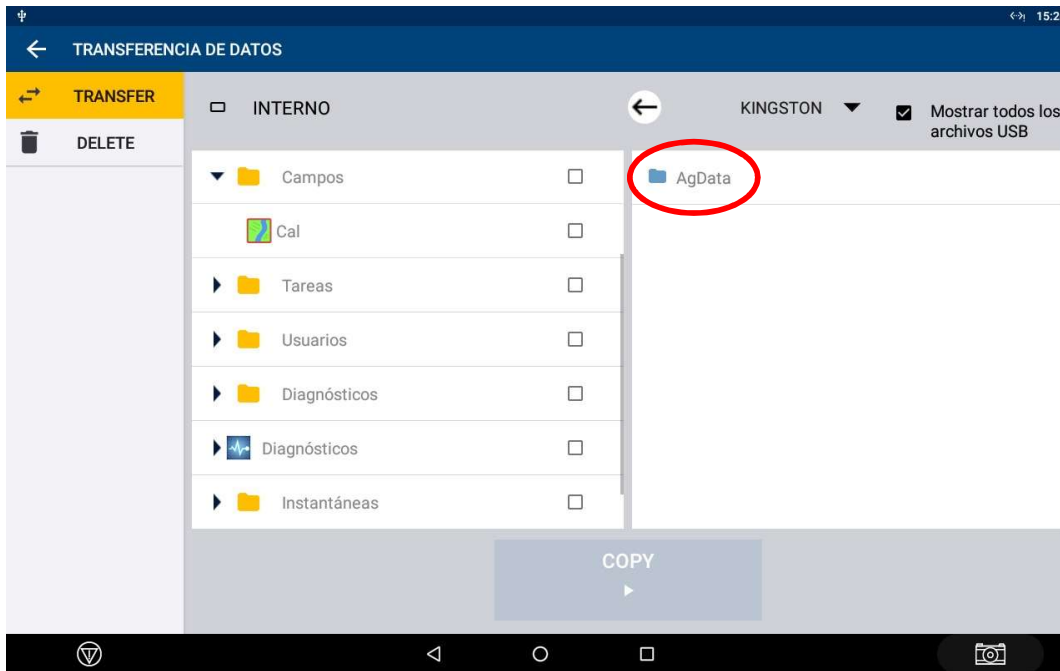 15:2
TRANSFERENCIA DE DATOS
TRANSFER
DELETE
INTERNO
KINGSTON
Mostrar todos los
archivos USB
Campos
Cal
Tareas
Usuarios
Diagnósticos
Diagnósticos
Instantáneas
AgData
COPY